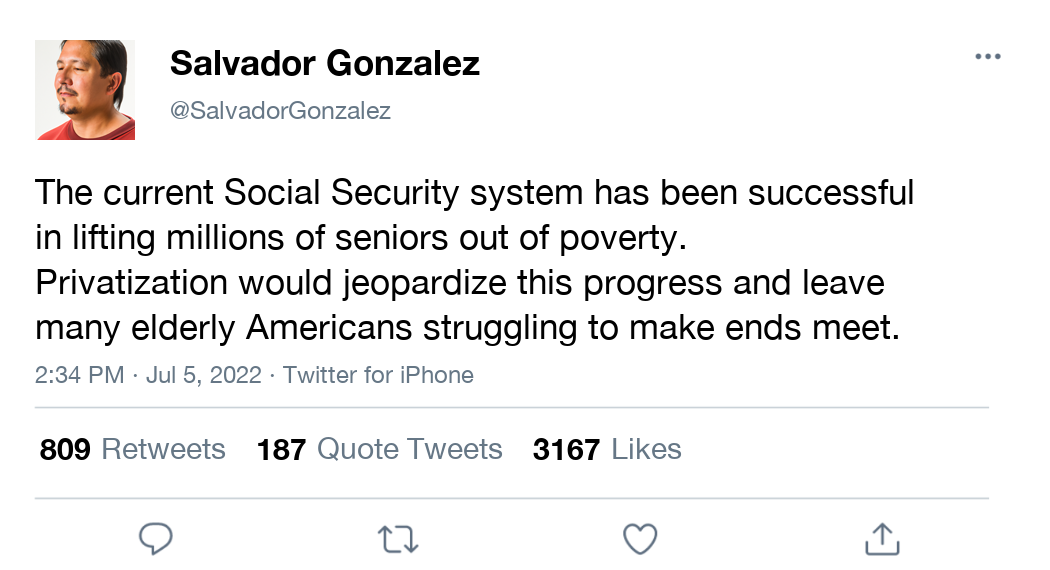 Salvador Gonzalez
@SalvadorGonzalez
The current Social Security system has been successful
in lifting millions of seniors out of poverty.
Privatization would jeopardize this progress and leave
many elderly Americans struggling to make ends meet.
2:34 PM · Jul 5, 2022 · Twitter for iPhone
809 Retweets 187 Quote Tweets 3167 Likes